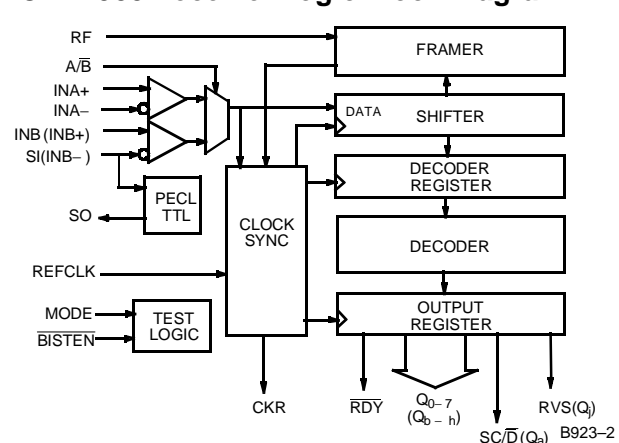 RF
FRAMER
A/B̅
INA+
INA–
DATA
SHIFTER
INB (INB+)
SI(INB– )
DECODER
REGISTER
PECL
TTL
SO
CLOCK
SYNC
DECODER
REFCLK
MODE
BISTEN
TEST
LOGIC
OUTPUT
REGISTER
CKR
RDY
Q0–7
(Qb – h)
SC/D̅ (Qa)
RVS(Qj)
B923–2